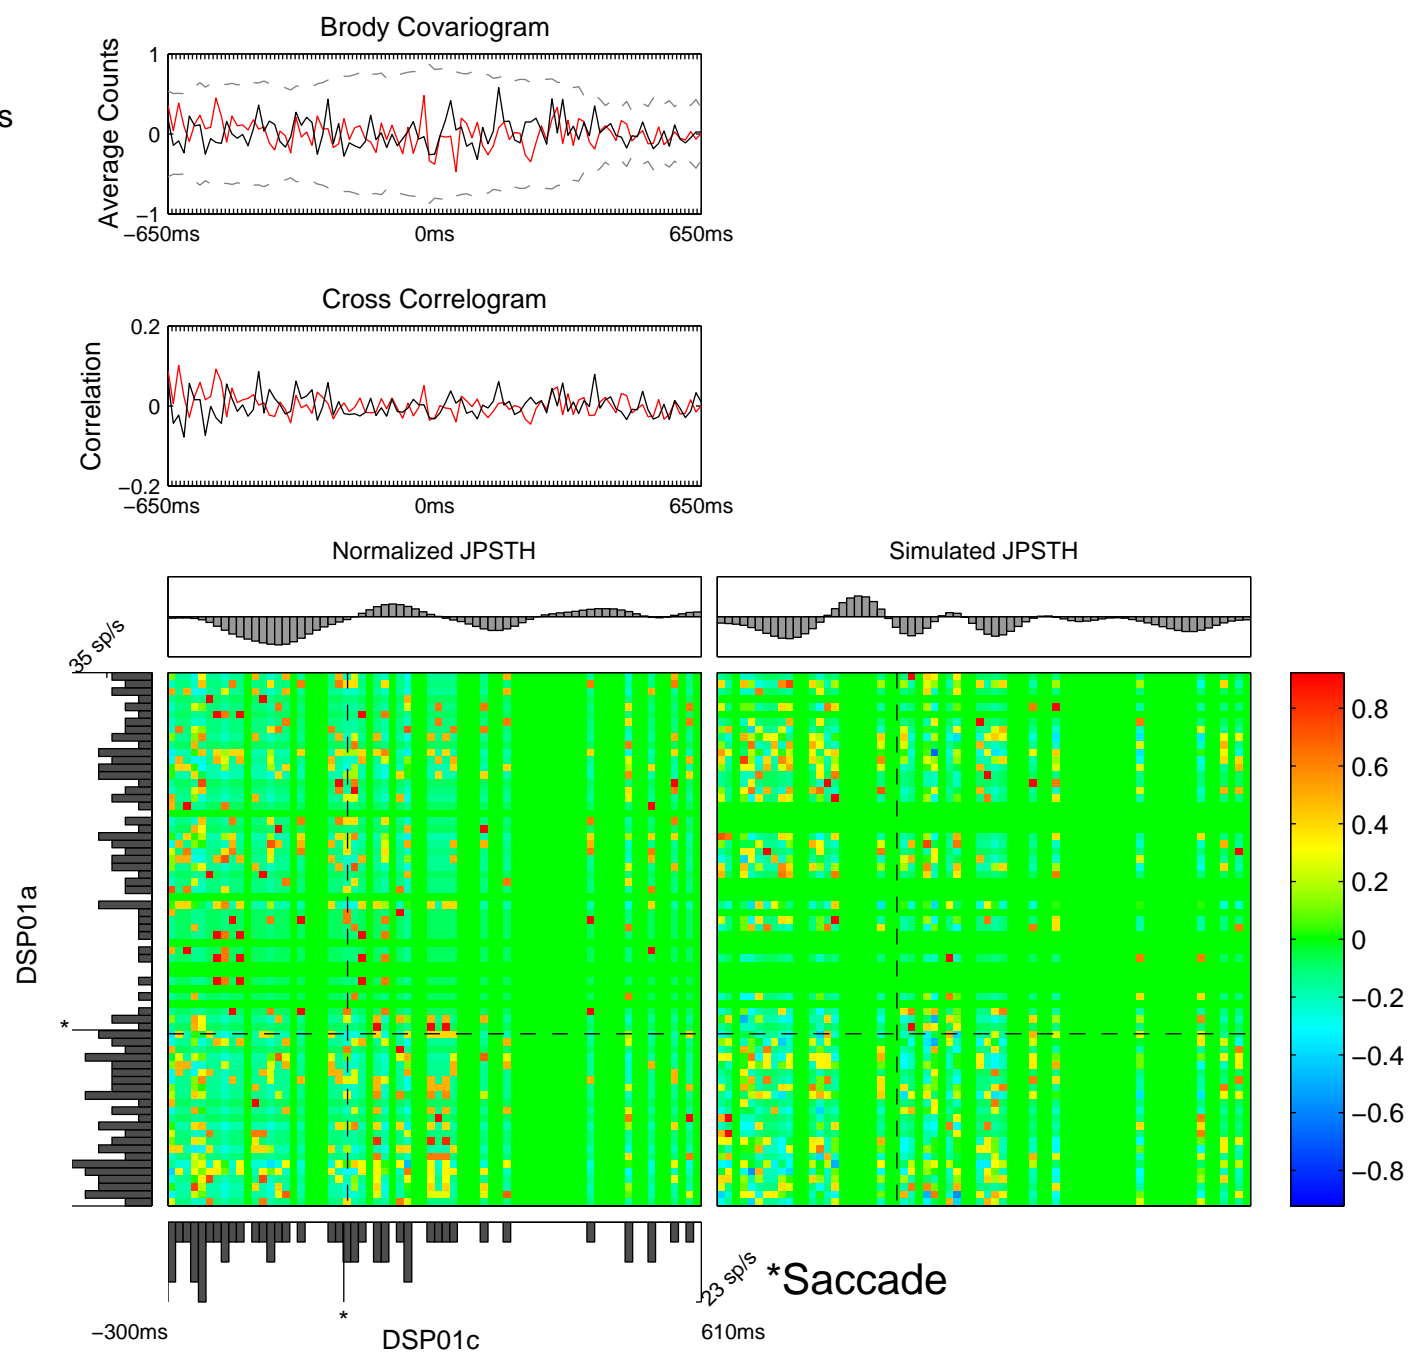 Brody Covariogram
s
Average Counts
1
0
−1
−650ms 0ms 650ms
Cross Correlogram
Correlation
0.2
0
−0.2
−650ms 0ms 650ms
Normalized JPSTH
Simulated JPSTH
35 sp/s
DSP01a
*
0.8
0.6
0.4
0.2
0
−0.2
−0.4
−0.6
−0.8
23 sp/s
*Saccade
*
−300ms
DSP01c
610ms